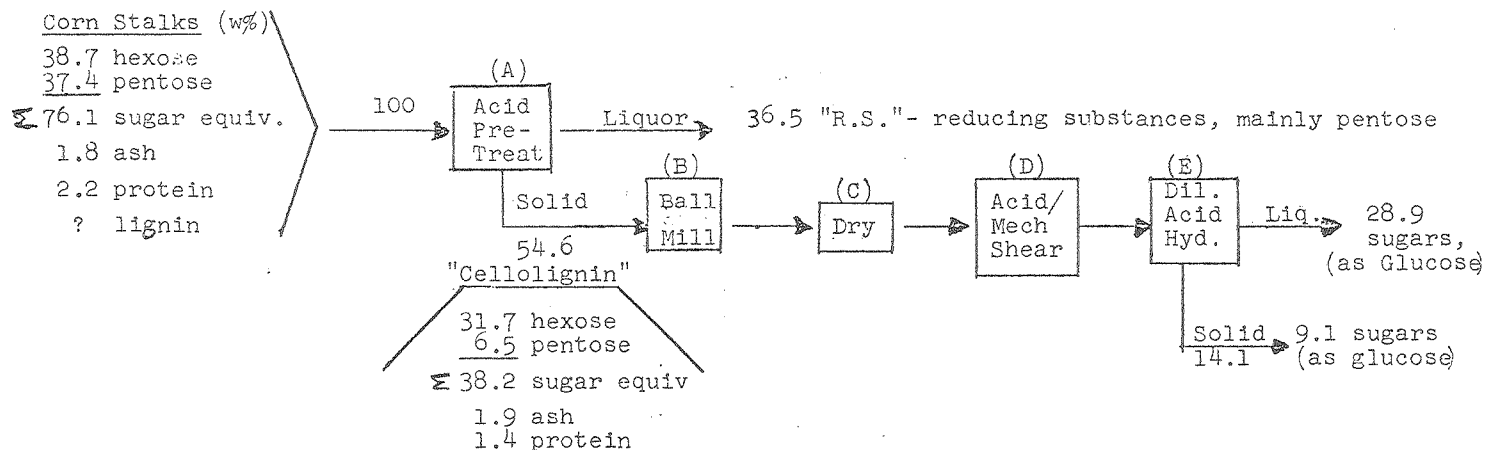 Corn Stalks (w%)
38.7 hexose
37.4 pentose
Σ 76.1 sugar equiv.
1.8 ash
2.2 protein
? lignin
100
(A)
Acid
Pre-
Treat
Liquor
36.5 "R.S."- reducing substances, mainly pentose
Solid
54.6
"Cellolignin"
31.7 hexose
6.5 pentose
Σ 38.2 sugar equiv
1.9 ash
1.4 protein
(B)
Ball
Mill
(C)
Dry
(D)
Acid/
Mech
Shear
(E)
Dil.
Acid
Hyd.
Liq.
28.9
sugars,
(as Glucose)
Solid
14.1
9.1 sugars
(as glucose)